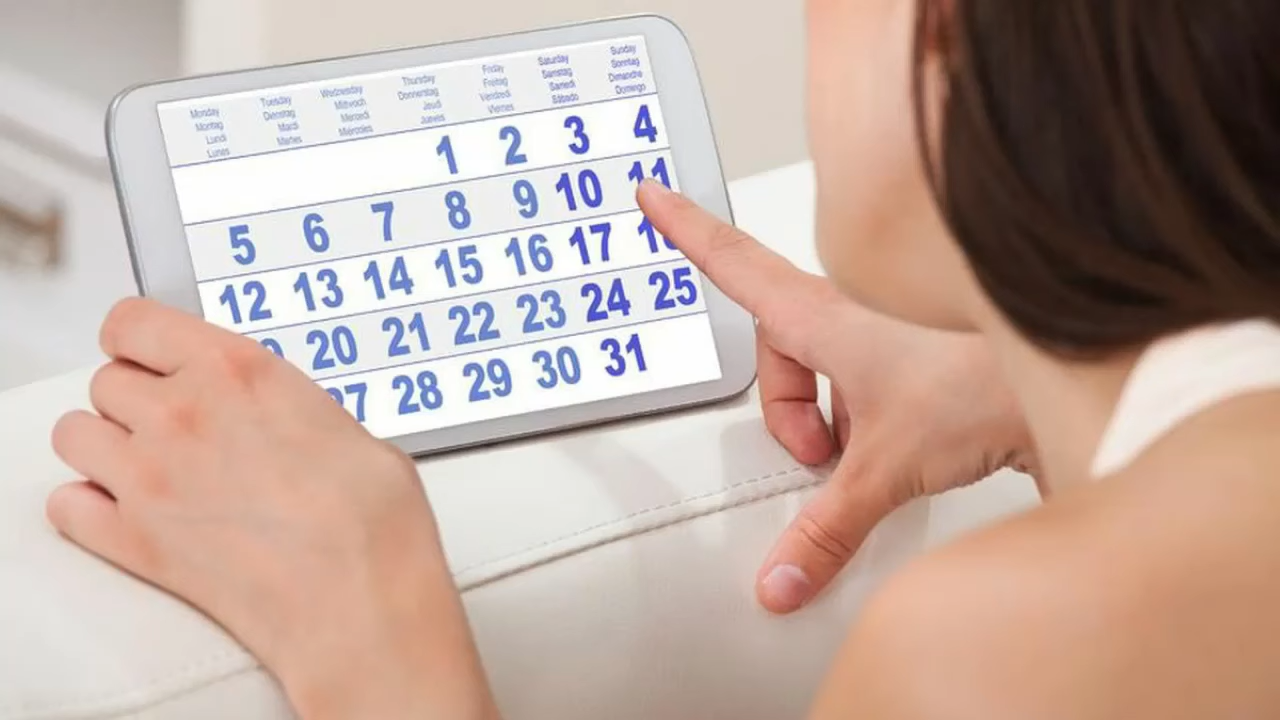 Monday Tuesday Wednesday Thursday Friday Saturday Sunday
Montag Dienstag Mittwoch Donnerstag Freitag Samstag Sonntag
Lundi Mardi Mercredi Jeudi Vendredi Samedi Dimanche
Lunes Martes Miércoles Jueves Viernes Sábado Domingo
1 2 3 4
5 6 7 8 9 10 11
12 13 14 15 16 17
20 21 22 23 24 25
27 28 29 30 31